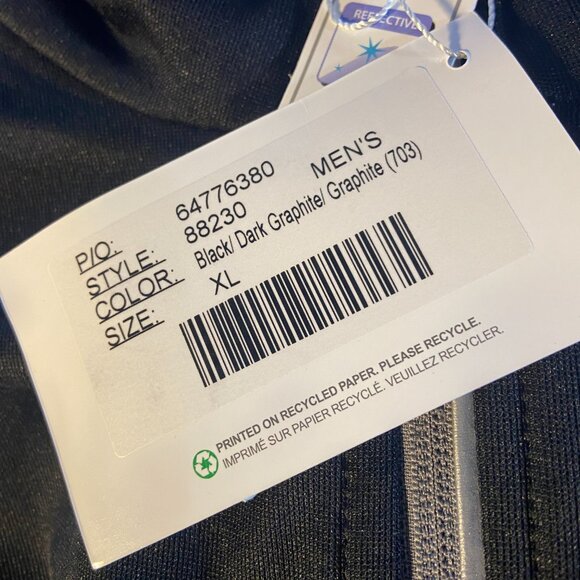 REFLECTIVE
P/O: 64776380 MEN'S
STYLE: 88230
COLOR: Black/ Dark Graphite/ Graphite (703)
SIZE: XL
PRINTED ON RECYCLED PAPER. PLEASE RECYCLE.
IMPRIMÉ SUR PAPIER RECYCLÉ. VEUILLEZ RECYCLER.